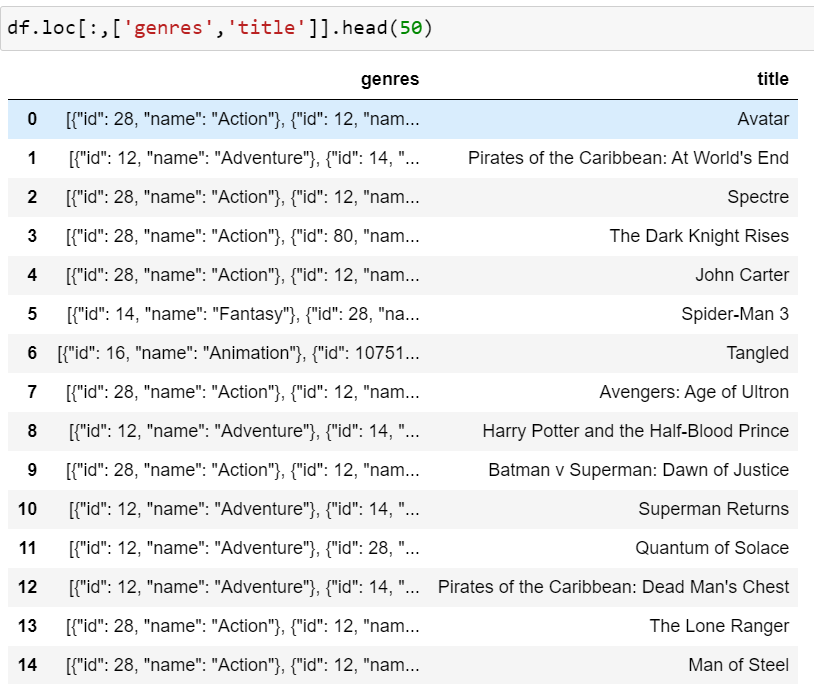 df.loc[:,['genres','title']].head(50)
genres title
0 [{"id": 28, "name": "Action"}, {"id": 12, "nam... Avatar
1 [{"id": 12, "name": "Adventure"}, {"id": 14, "... Pirates of the Caribbean: At World's End
2 [{"id": 28, "name": "Action"}, {"id": 12, "nam... Spectre
3 [{"id": 28, "name": "Action"}, {"id": 80, "nam... The Dark Knight Rises
4 [{"id": 28, "name": "Action"}, {"id": 12, "nam... John Carter
5 [{"id": 14, "name": "Fantasy"}, {"id": 28, "na... Spider-Man 3
6 [{"id": 16, "name": "Animation"}, {"id": 10751... Tangled
7 [{"id": 28, "name": "Action"}, {"id": 12, "nam... Avengers: Age of Ultron
8 [{"id": 12, "name": "Adventure"}, {"id": 14, "... Harry Potter and the Half-Blood Prince
9 [{"id": 28, "name": "Action"}, {"id": 12, "nam... Batman v Superman: Dawn of Justice
10 [{"id": 12, "name": "Adventure"}, {"id": 14, "... Superman Returns
11 [{"id": 12, "name": "Adventure"}, {"id": 28, "... Quantum of Solace
12 [{"id": 12, "name": "Adventure"}, {"id": 14, "... Pirates of the Caribbean: Dead Man's Chest
13 [{"id": 28, "name": "Action"}, {"id": 12, "nam... The Lone Ranger
14 [{"id": 28, "name": "Action"}, {"id": 12, "nam... Man of Steel